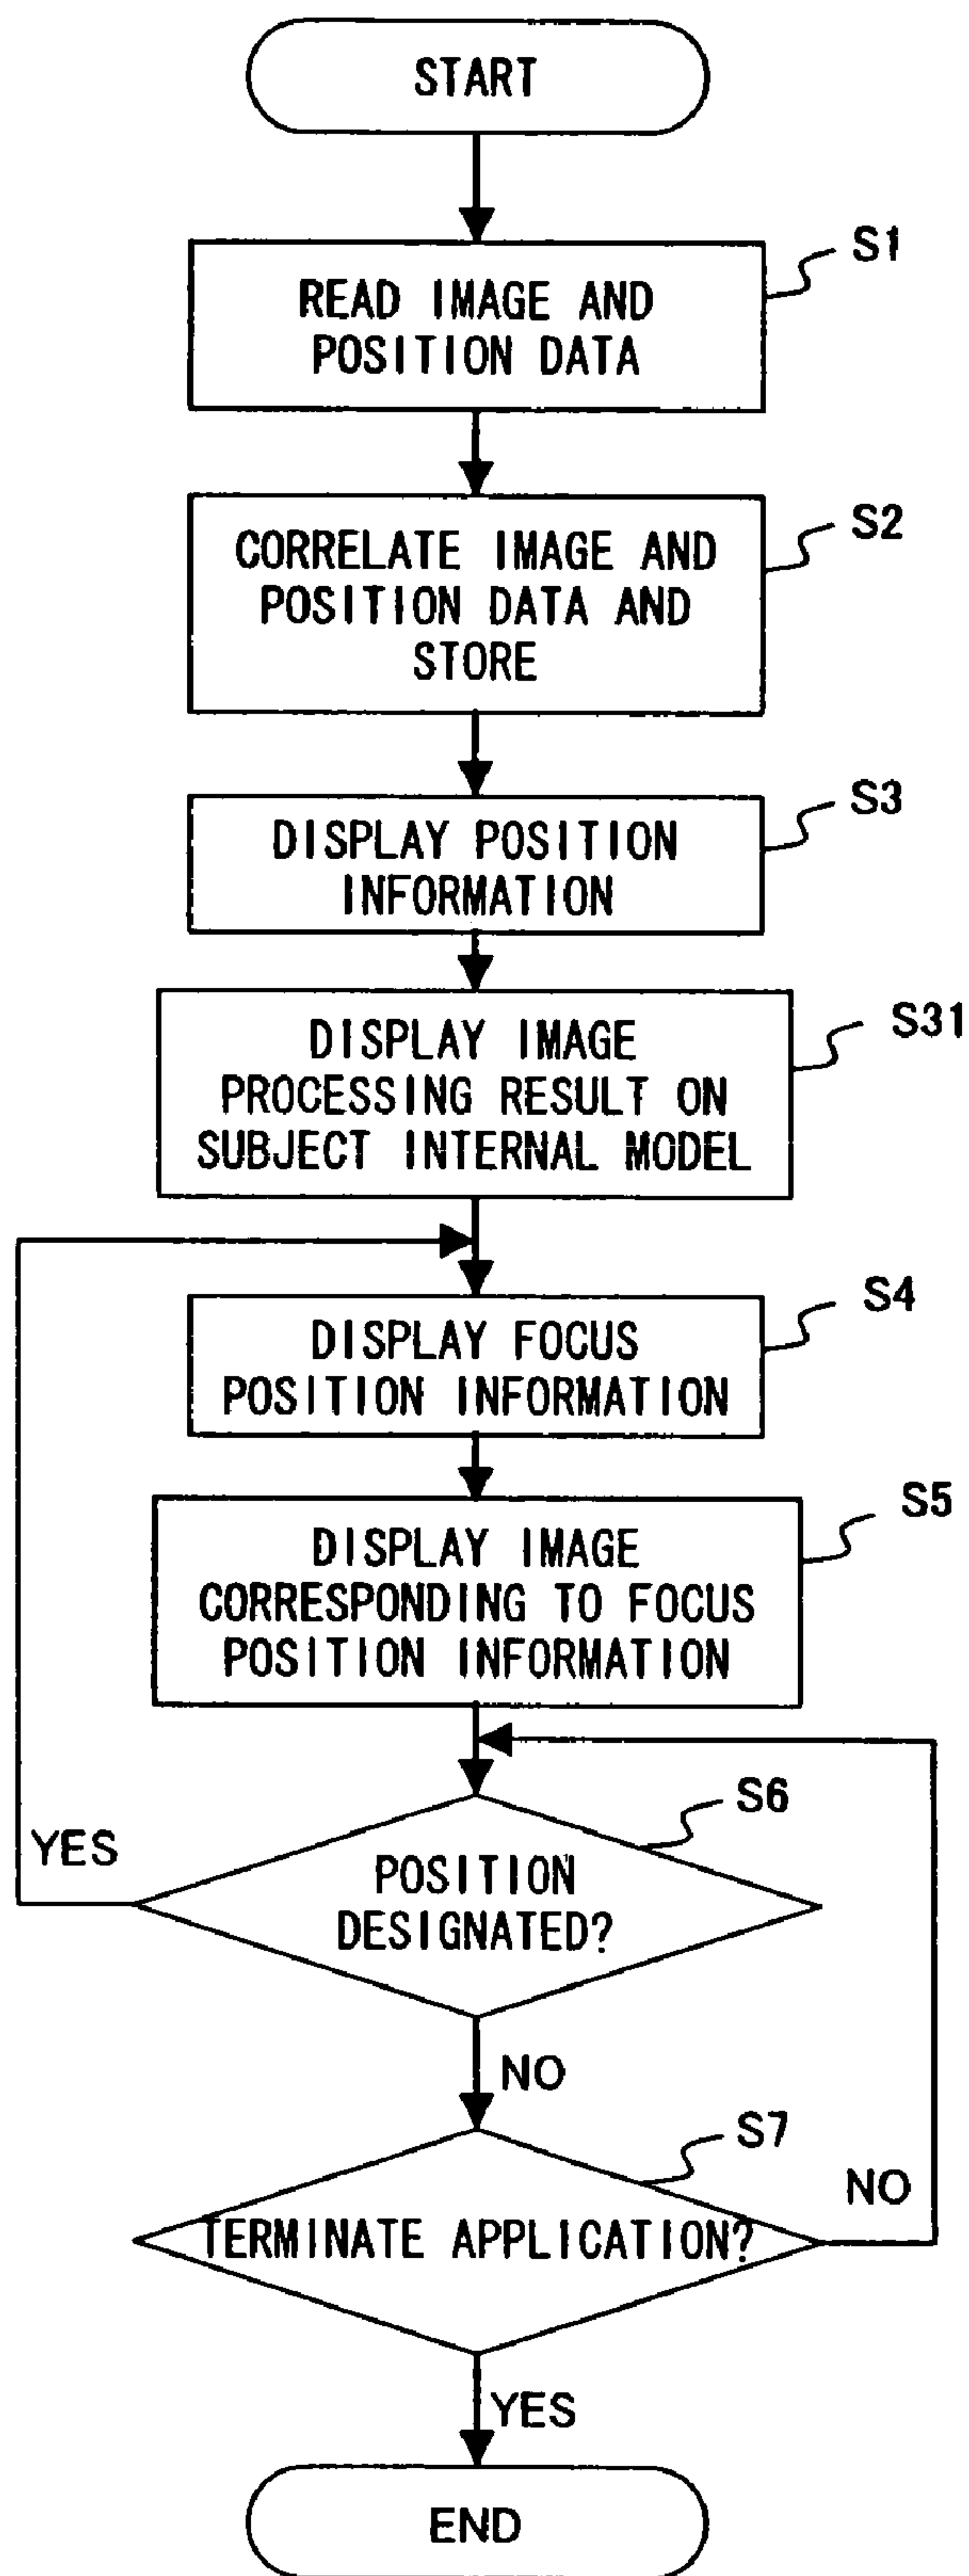 START
S1
READ IMAGE AND
POSITION DATA
S2
CORRELATE IMAGE AND
POSITION DATA AND
STORE
S3
DISPLAY POSITION
INFORMATION
S31
DISPLAY IMAGE
PROCESSING RESULT ON
SUBJECT INTERNAL MODEL
S4
DISPLAY FOCUS
POSITION INFORMATION
S5
DISPLAY IMAGE
CORRESPONDING TO FOCUS
POSITION INFORMATION
S6
YES
POSITION
DESIGNATED?
NO
S7
NO
TERMINATE APPLICATION?
YES
END